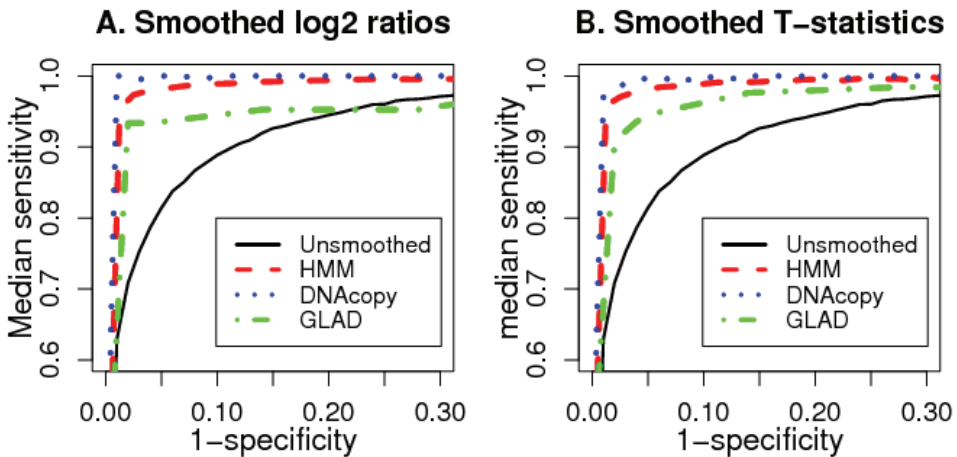 A. Smoothed log2 ratios
Median sensitivity
1.0
0.9
0.8
0.7
0.6
Unsmoothed
HMM
DNAcopy
GLAD
0.00 0.10 0.20 0.30
1−specificity
B. Smoothed T−statistics
median sensitivity
1.0
0.9
0.8
0.7
0.6
Unsmoothed
HMM
DNAcopy
GLAD
0.00 0.10 0.20 0.30
1−specificity